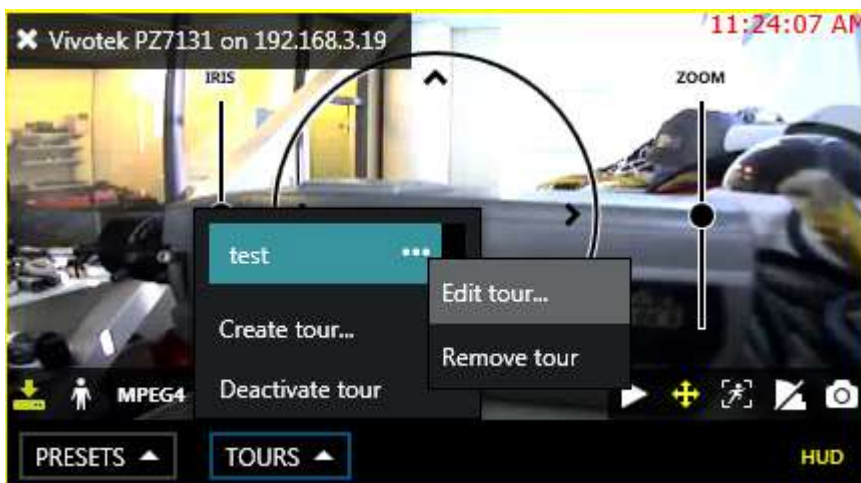 Vivotek PZ7131 on 192.168.3.19
11:24:07 AM
IRIS
ZOOM
test
Edit tour...
Create tour...
Remove tour
MPEG4
Deactivate tour
PRESETS
TOURS
HUD